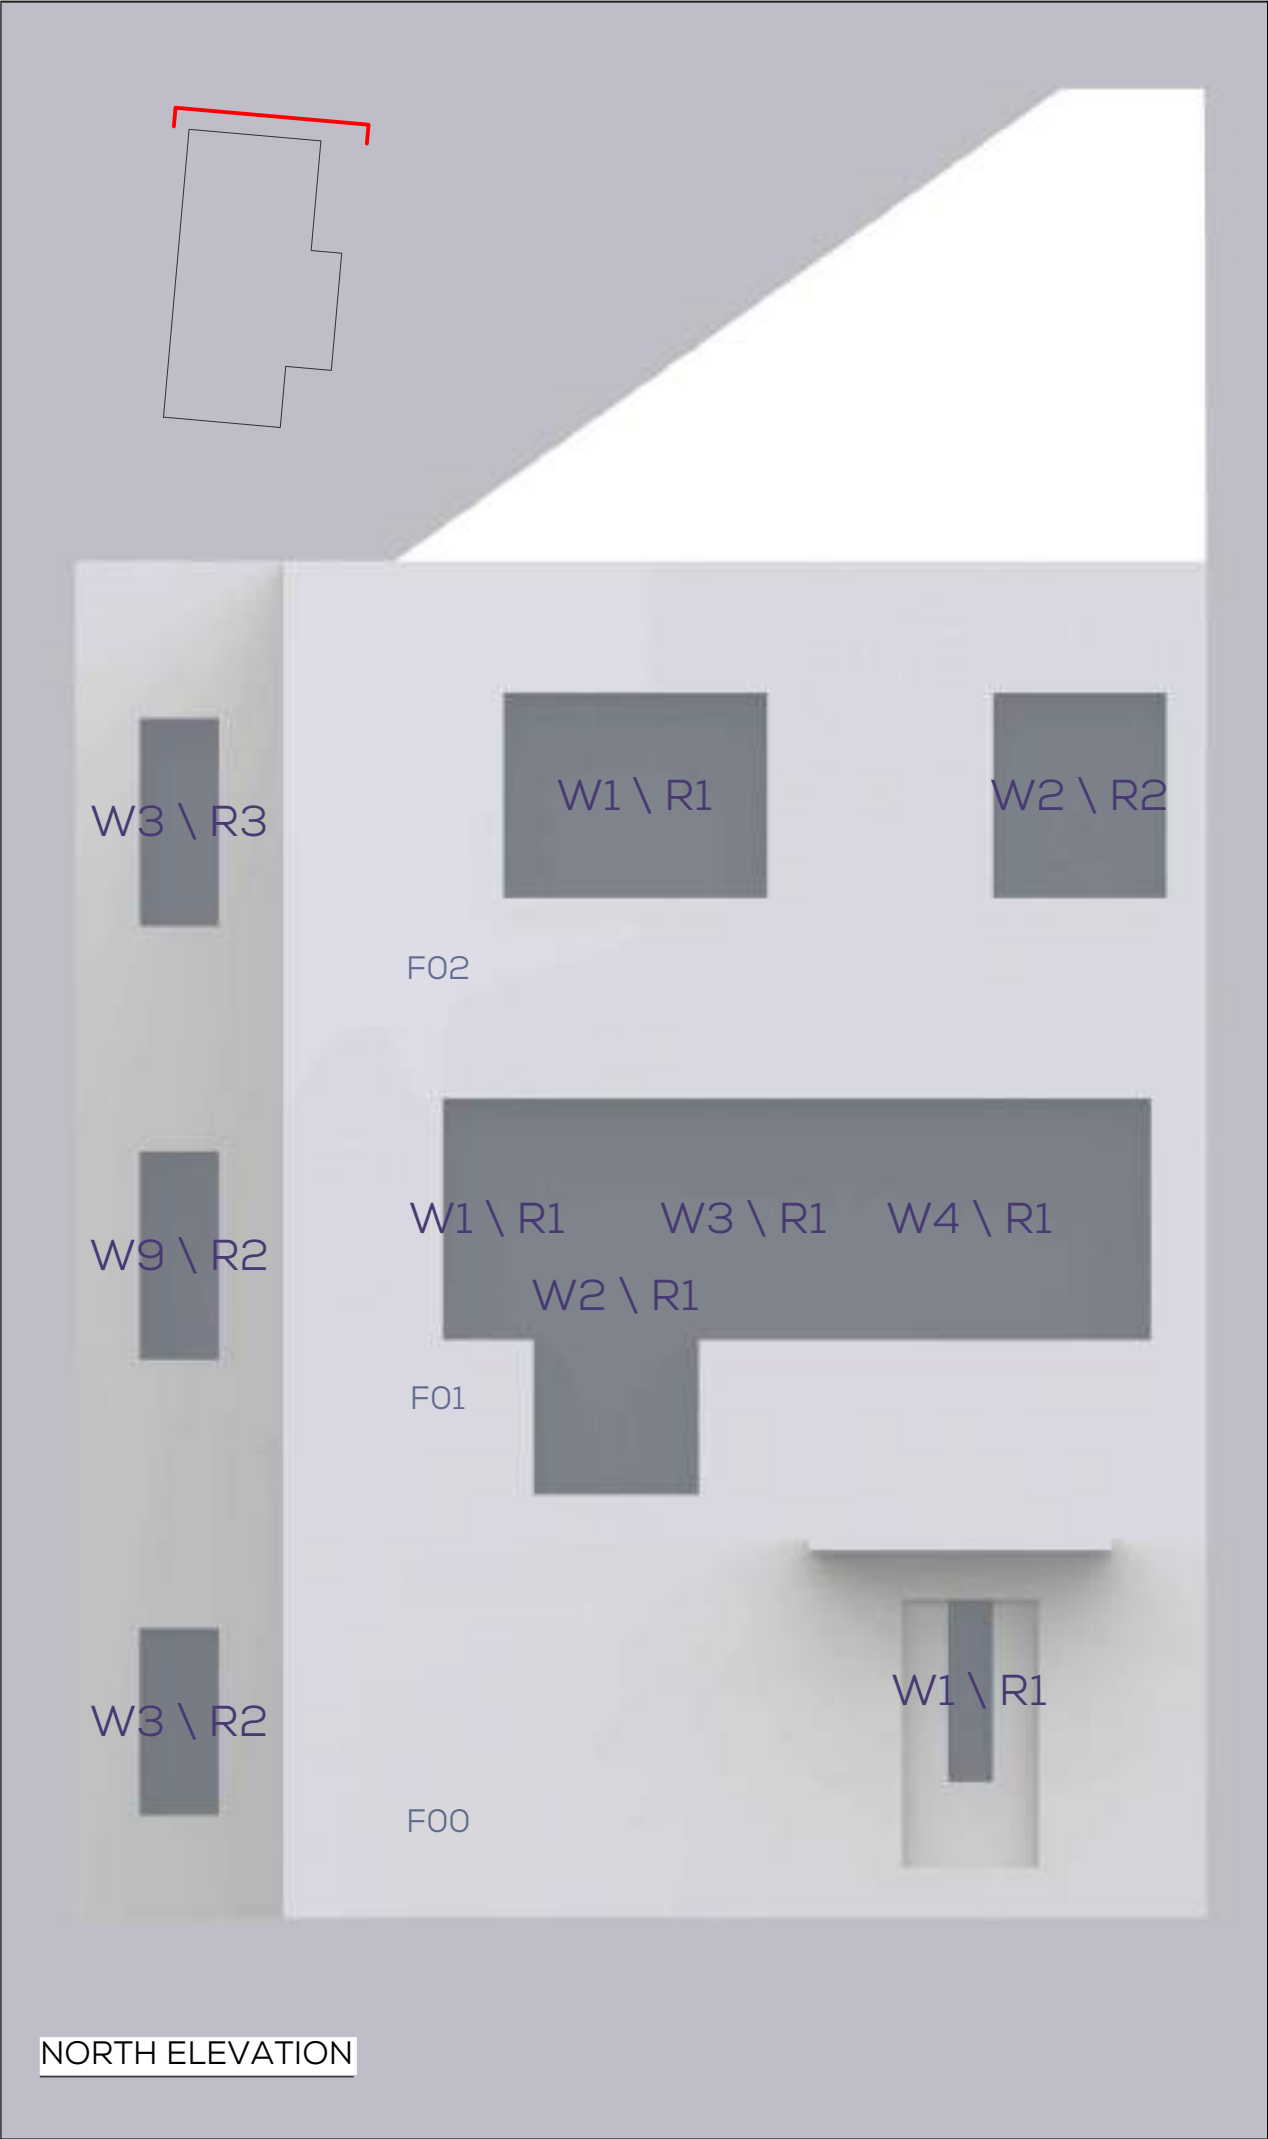 W1 \ R1
W2 \ R2
W3 \ R3
F02
W1 \ R1
W3 \ R1
W4 \ R1
W9 \ R2
W2 \ R1
F01
W1 \ R1
W3 \ R2
F00
NORTH ELEVATION